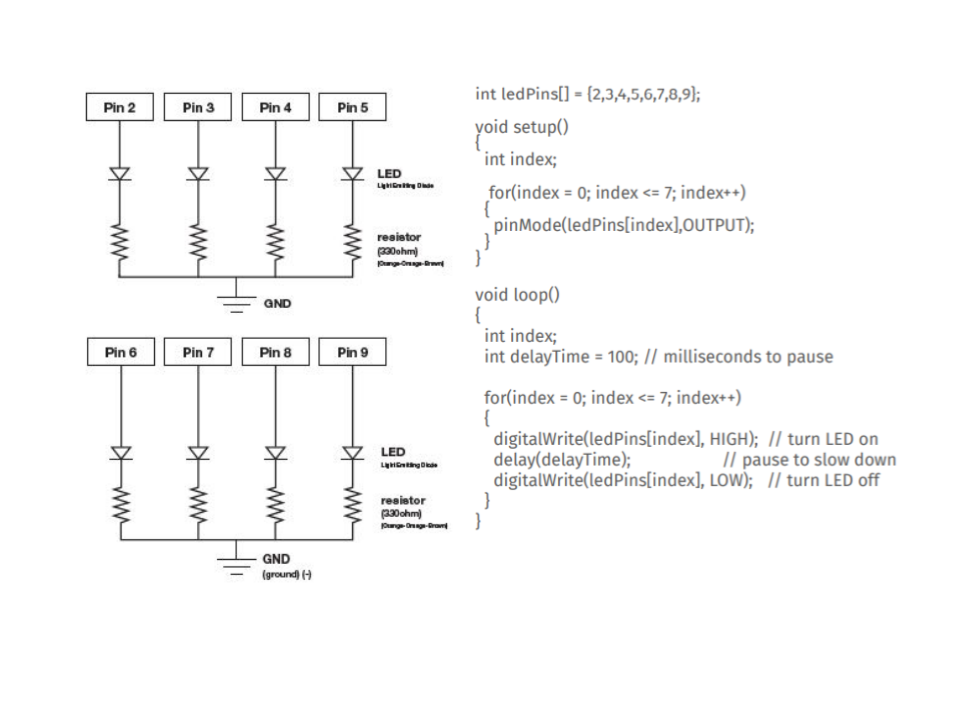 Pin 2 Pin 3 Pin 4 Pin 5
LED
Light Emitting Diode
resistor
(330ohm)
(Orange-Orange-Brown)
GND
Pin 6 Pin 7 Pin 8 Pin 9
LED
Light Emitting Diode
resistor
(330ohm)
(Orange-Orange-Brown)
GND
(ground) (-)
int ledPins[] = {2,3,4,5,6,7,8,9};
void setup()
{
int index;
for(index = 0; index <= 7; index++)
{
pinMode(ledPins[index],OUTPUT);
}
}
void loop()
{
int index;
int delayTime = 100; // milliseconds to pause
for(index = 0; index <= 7; index++)
{
digitalWrite(ledPins[index], HIGH); // turn LED on
delay(delayTime); // pause to slow down
digitalWrite(ledPins[index], LOW); // turn LED off
}
}